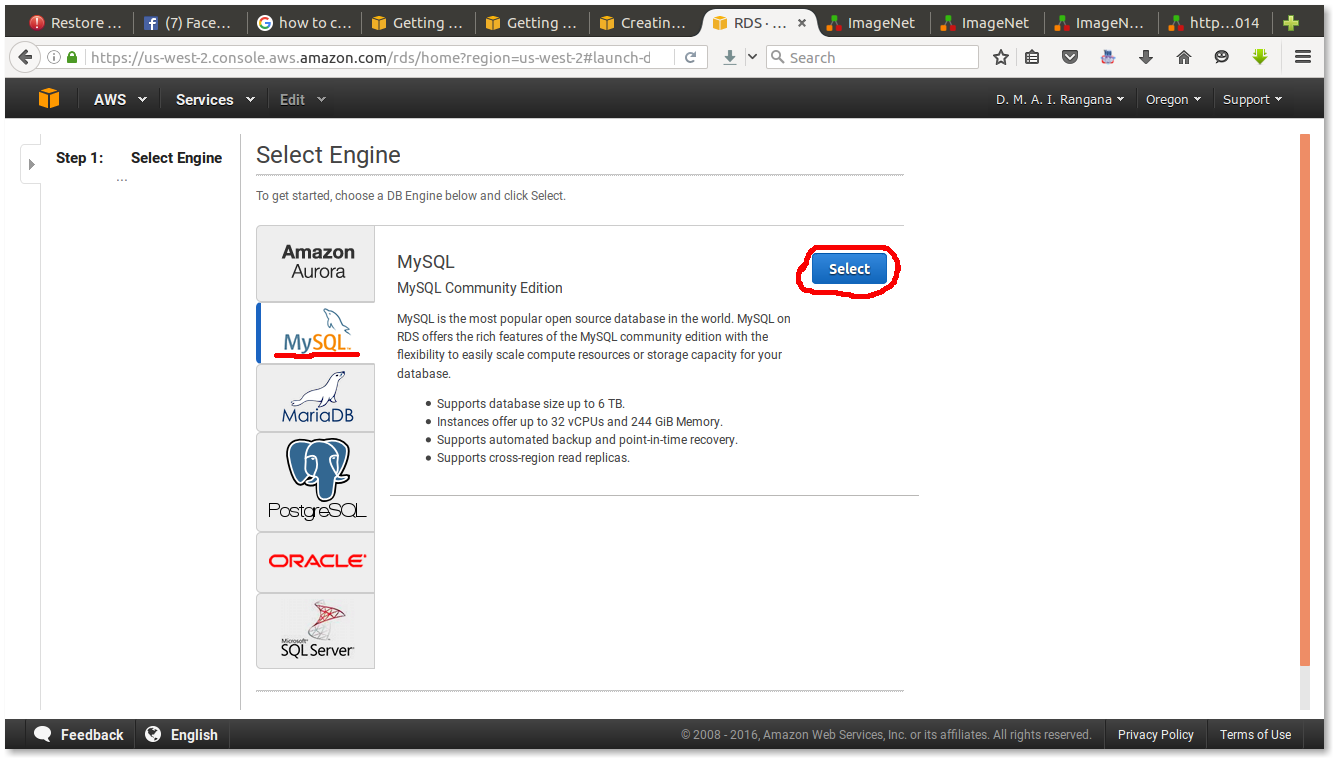 Restore ...
(7) Face...
how to c...
Getting ...
Getting ...
Creatin...
RDS · ...
ImageNet
ImageNet
ImageN...
http...014
https://us-west-2.console.aws.amazon.com/rds/home?region=us-west-2#launch-d
Search
AWS
Services
Edit
D. M. A. I. Rangana
Oregon
Support
Step 1: Select Engine
...
Select Engine
To get started, choose a DB Engine below and click Select.
Amazon
Aurora
MySQL
MariaDB
PostgreSQL
ORACLE
Microsoft
SQL Server
MySQL
Select
MySQL Community Edition
MySQL is the most popular open source database in the world. MySQL on
RDS offers the rich features of the MySQL community edition with the
flexibility to easily scale compute resources or storage capacity for your
database.
• Supports database size up to 6 TB.
• Instances offer up to 32 vCPUs and 244 GiB Memory.
• Supports automated backup and point-in-time recovery.
• Supports cross-region read replicas.
Feedback
English
© 2008 - 2016, Amazon Web Services, Inc. or its affiliates. All rights reserved.
Privacy Policy
Terms of Use